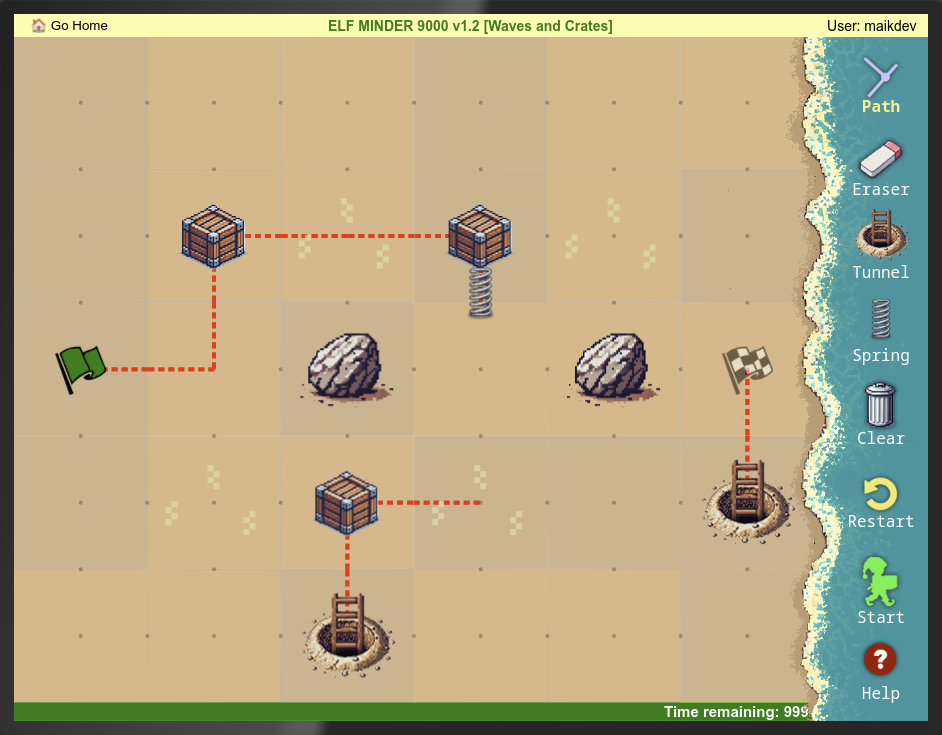 🏠 Go Home
ELF MINDER 9000 v1.2 [Waves and Crates]
User: maikdev
Path
Eraser
Tunnel
Spring
Clear
Restart
Start
?
Help
Time remaining: 999